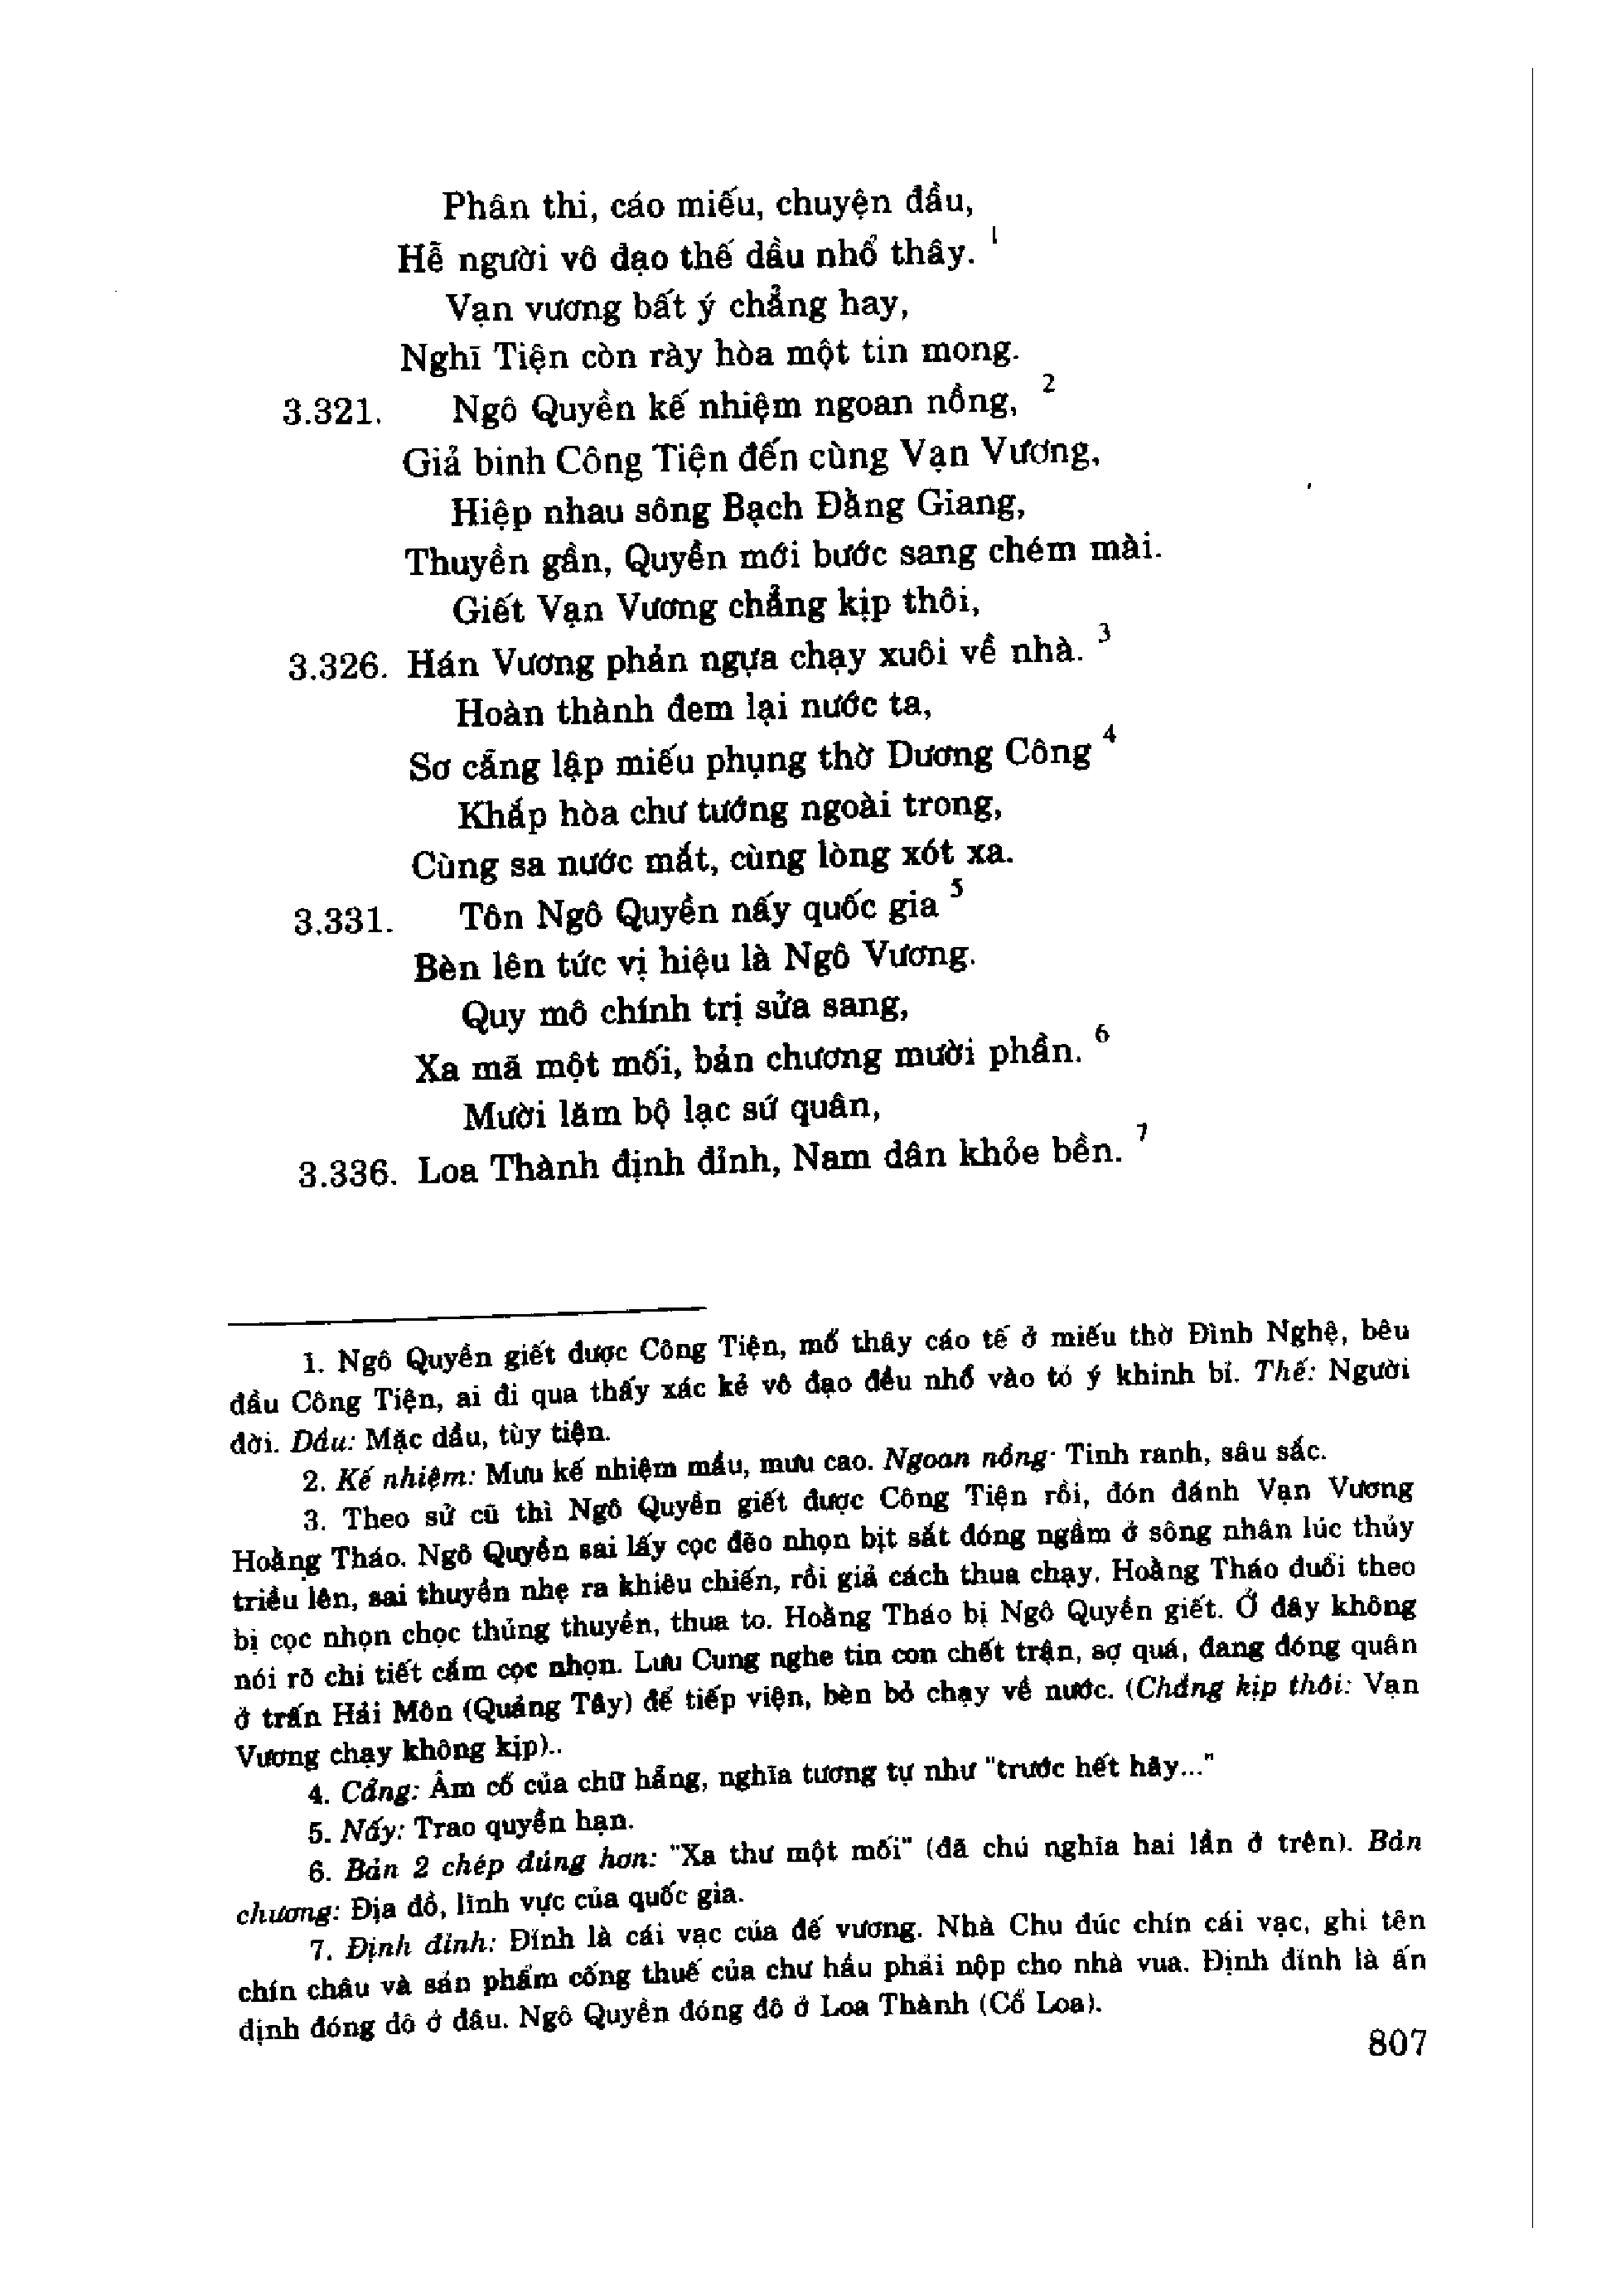 Phân thi, cáo miếu, chuyện đầu,
Hễ người vô đạo thế dầu nhổ thây. 1
Vạn vương bất ý chẳng hay,
Nghĩ Tiện còn rày hòa một tin mong.
3.321. Ngô Quyền kế nhiệm ngoan nồng, 2
Giả binh Công Tiện đến cùng Vạn Vương,
Hiệp nhau sông Bạch Đằng Giang,
Thuyền gần, Quyền mới bước sang chém mài.
Giết Vạn Vương chẳng kịp thôi,
3.326. Hán Vương phản ngựa chạy xuôi về nhà. 3
Hoàn thành đem lại nước ta,
Sơ cẵng lập miếu phụng thờ Dương Công 4
Khắp hòa chư tướng ngoài trong,
Cùng sa nước mắt, cùng lòng xót xa.
3.331. Tôn Ngô Quyền nấy quốc gia 5
Bèn lên tức vị hiệu là Ngô Vương.
Quy mô chính trị sửa sang,
Xa mã một mối, bản chương mười phần. 6
Mười lăm bộ lạc sứ quân,
3.336. Loa Thành định đỉnh, Nam dân khỏe bền. 7
1. Ngô Quyền giết được Công Tiện, mổ thây cáo tế ở miếu thờ Đình Nghệ, bêu
đầu Công Tiện, ai đi qua thấy xác kẻ vô đạo đều nhổ vào tỏ ý khinh bỉ. Thế: Người
đời. Dầu: Mặc dầu, tùy tiện.
2. Kế nhiệm: Mưu kế nhiệm mầu, mưu cao. Ngoan nồng: Tinh ranh, sâu sắc.
3. Theo sử cũ thì Ngô Quyền giết được Công Tiện rồi, đón đánh Vạn Vương
Hoằng Tháo. Ngô Quyền sai lấy cọc đẽo nhọn bịt sắt đóng ngầm ở sông nhân lúc thủy
triều lên, sai thuyền nhẹ ra khiêu chiến, rồi giả cách thua chạy. Hoằng Tháo đuổi theo
bị cọc nhọn chọc thủng thuyền, thua to. Hoằng Tháo bị Ngô Quyền giết. Ở đây không
nói rõ chi tiết cắm cọc nhọn. Lưu Cung nghe tin con chết trận, sợ quá, đang đóng quân
ở trấn Hải Môn (Quảng Tây) để tiếp viện, bèn bỏ chạy về nước. (Chẳng kịp thôi: Vạn
Vương chạy không kịp)..
4. Cẵng: Âm cổ của chữ hẵng, nghĩa tương tự như "trước hết hãy..."
5. Nấy: Trao quyền hạn.
6. Bản 2 chép đúng hơn: "Xa thư một mối" (đã chú nghĩa hai lần ở trên). Bản
chương: Địa đồ, lĩnh vực của quốc gia.
7. Định đỉnh: Đỉnh là cái vạc của đế vương. Nhà Chu đúc chín cái vạc, ghi tên
chín châu và sản phẩm cống thuế của chư hầu phải nộp cho nhà vua. Định đỉnh là ấn
định đóng đô ở đâu. Ngô Quyền đóng đô ở Loa Thành (Cổ Loa).
807